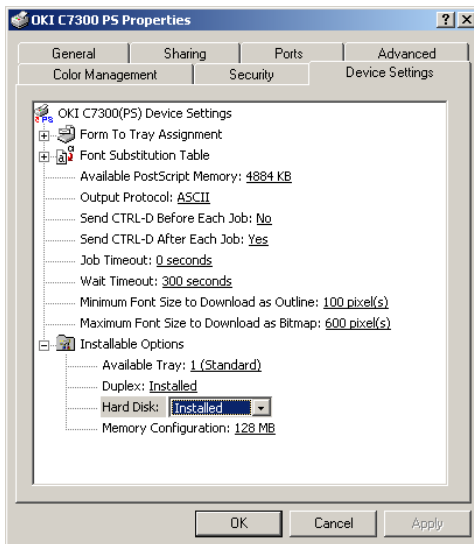 OKI C7300 PS Properties
General Sharing Ports Advanced
Color Management Security Device Settings
OKI C7300(PS) Device Settings
Form To Tray Assignment
Font Substitution Table
Available PostScript Memory: 4884 KB
Output Protocol: ASCII
Send CTRL-D Before Each Job: No
Send CTRL-D After Each Job: Yes
Job Timeout: 0 seconds
Wait Timeout: 300 seconds
Minimum Font Size to Download as Outline: 100 pixel(s)
Maximum Font Size to Download as Bitmap: 600 pixel(s)
Installable Options
Available Tray: 1 (Standard)
Duplex: Installed
Hard Disk: Installed
Memory Configuration: 128 MB
OK Cancel Apply